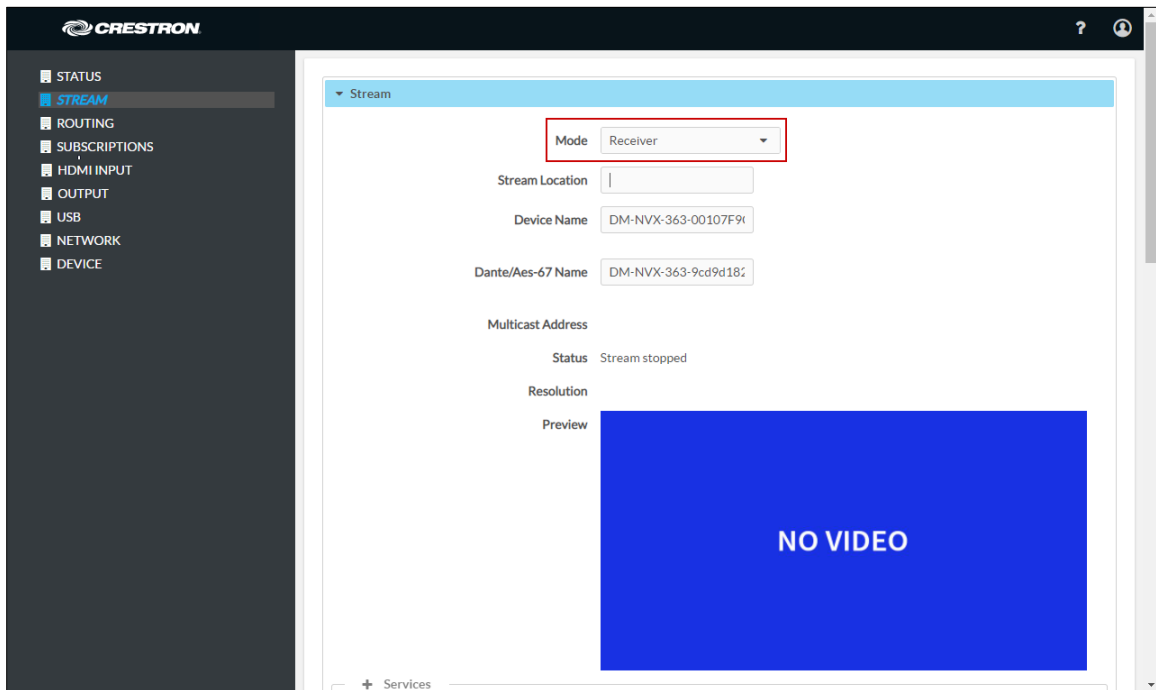 CRESTRON
?
STATUS
STREAM
ROUTING
SUBSCRIPTIONS
HDMI INPUT
OUTPUT
USB
NETWORK
DEVICE
Stream
Mode Receiver
Stream Location
Device Name DM-NVX-363-00107F9(
Dante/Aes-67 Name DM-NVX-363-9cd9d182
Multicast Address
Status Stream stopped
Resolution
Preview
NO VIDEO
+ Services